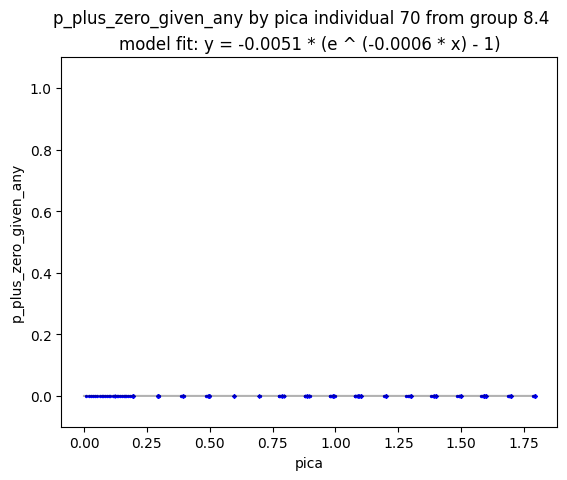 p_plus_zero_given_any by pica individual 70 from group 8.4
model fit: y = -0.0051 * (e ^ (-0.0006 * x) - 1)
p_plus_zero_given_any
1.0
0.8
0.6
0.4
0.2
0.0
0.00 0.25 0.50 0.75 1.00 1.25 1.50 1.75
pica